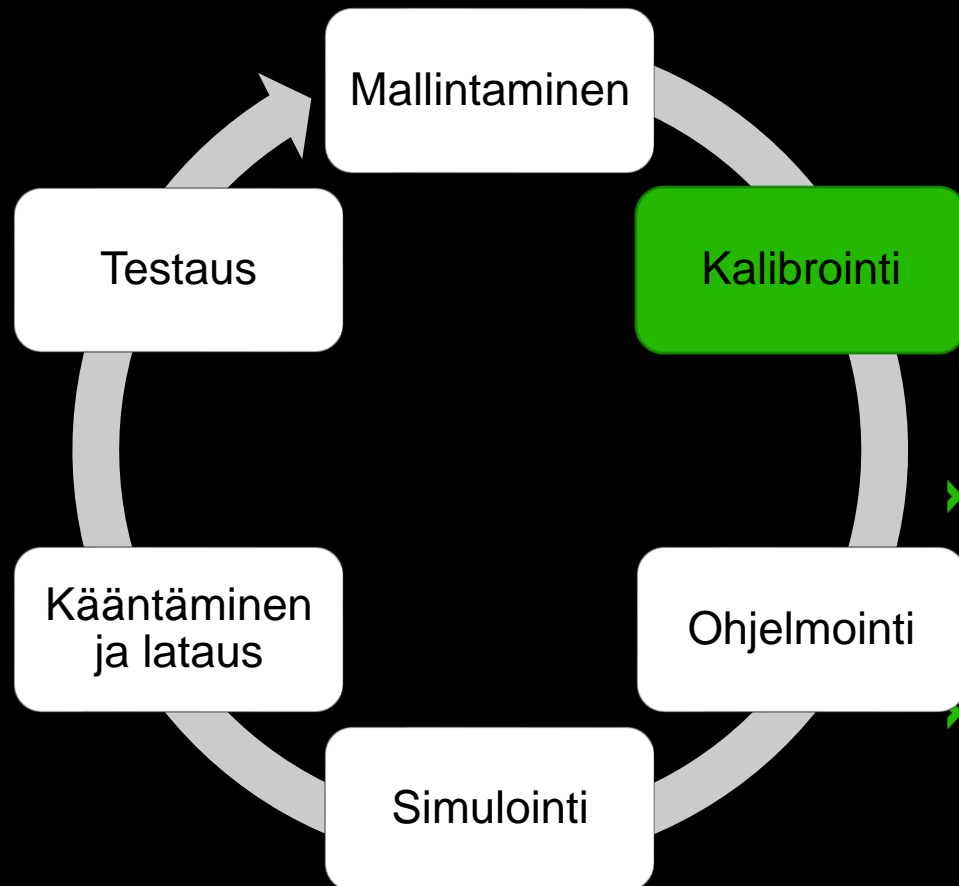 Mallintaminen
Kalibrointi
Ohjelmointi
Simulointi
Kääntäminen
ja lataus
Testaus